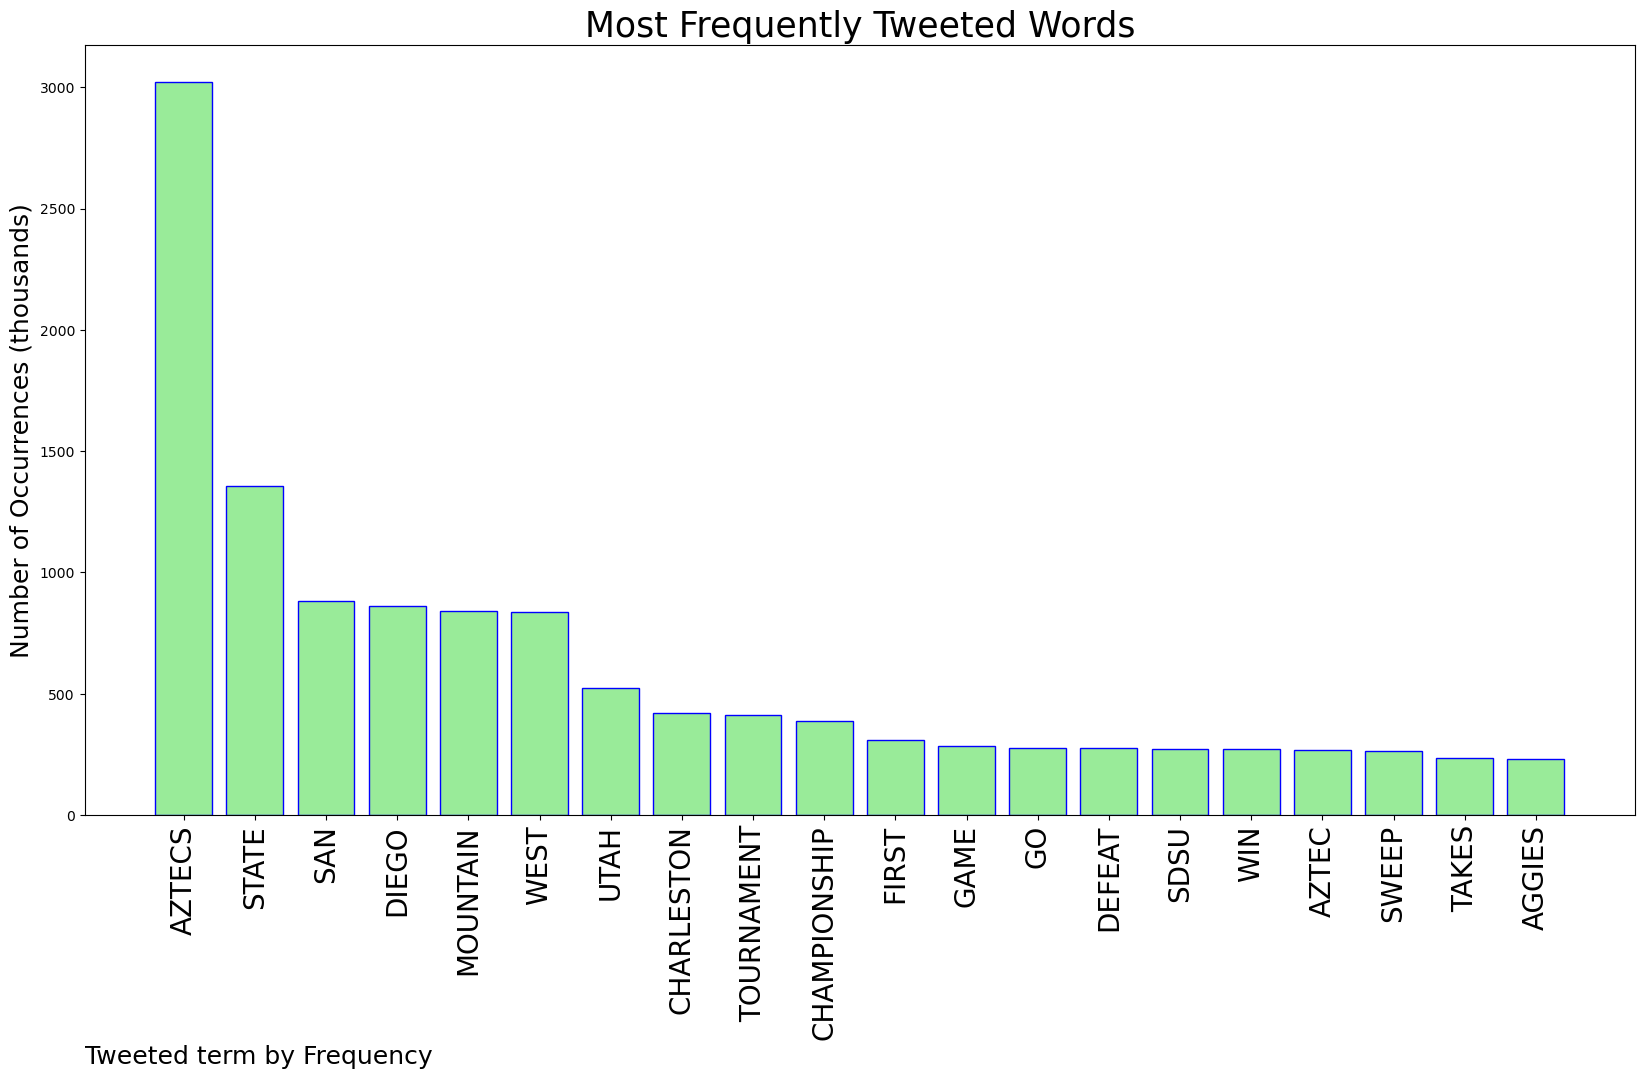 Most Frequently Tweeted Words
Number of Occurrences (thousands)
3000
2500
2000
1500
1000
500
0
AZTECS
STATE
SAN
DIEGO
MOUNTAIN
WEST
UTAH
CHARLESTON
TOURNAMENT
CHAMPIONSHIP
FIRST
GAME
GO
DEFEAT
SDSU
WIN
AZTEC
SWEEP
TAKES
AGGIES
Tweeted term by Frequency